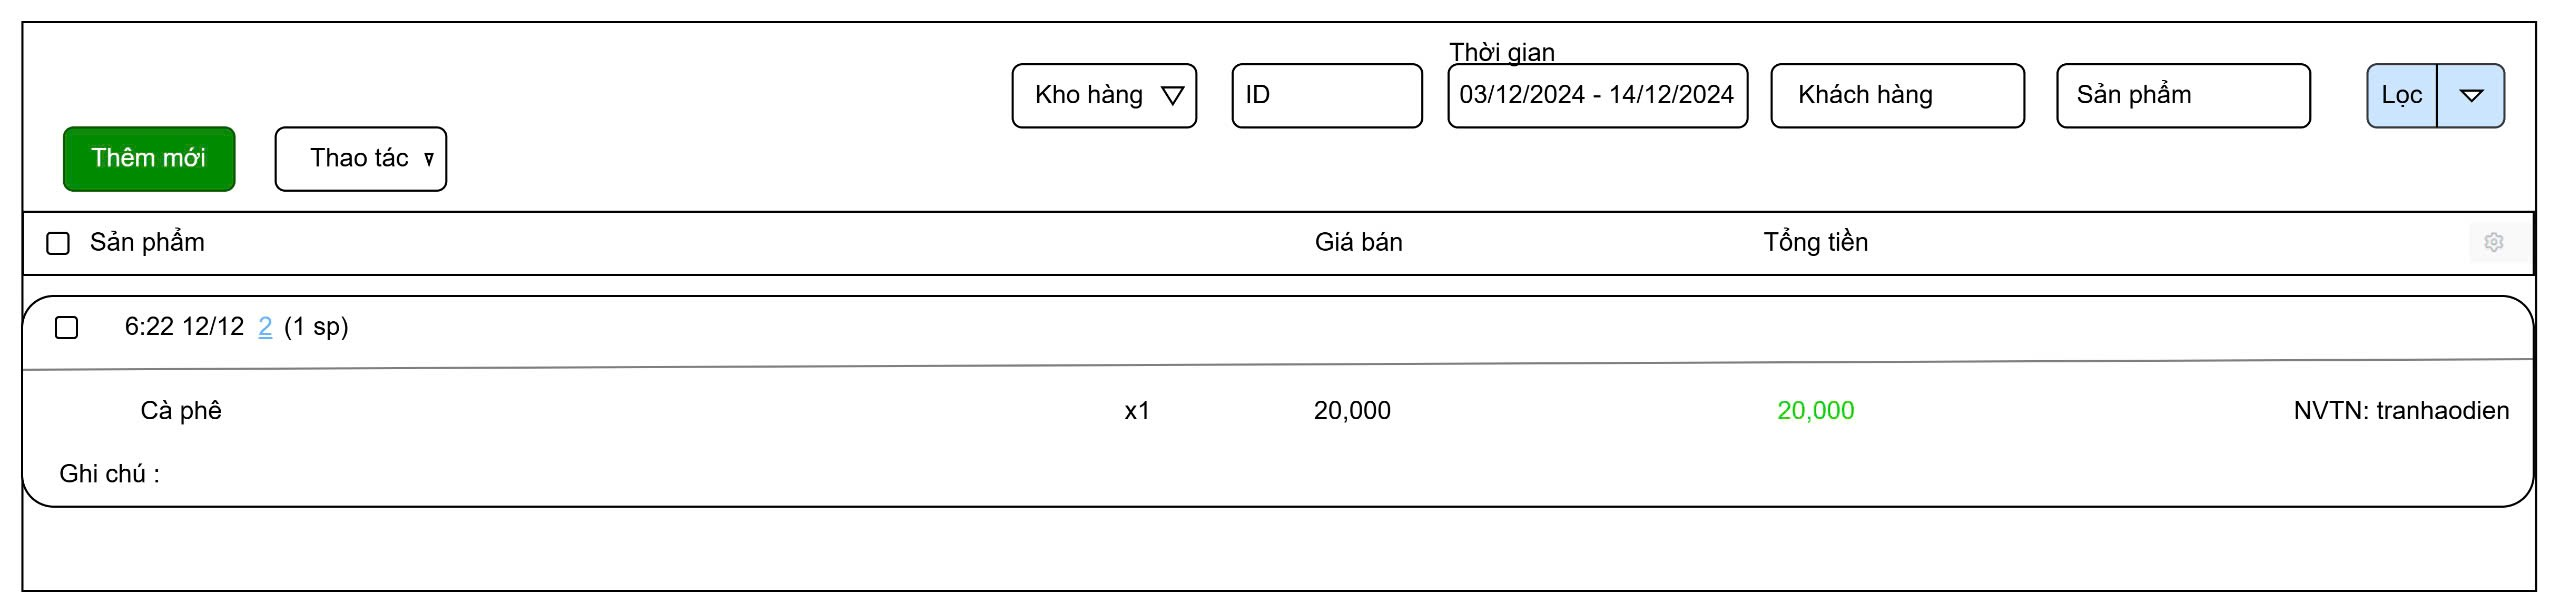 Thời gian
Kho hàng ID 03/12/2024 - 14/12/2024 Khách hàng Sản phẩm Lọc
Thêm mới Thao tác
Sản phẩm Giá bán Tổng tiền
6:22 12/12 2 (1 sp)
Cà phê x1 20,000 20,000 NVTN: tranhaodien
Ghi chú :